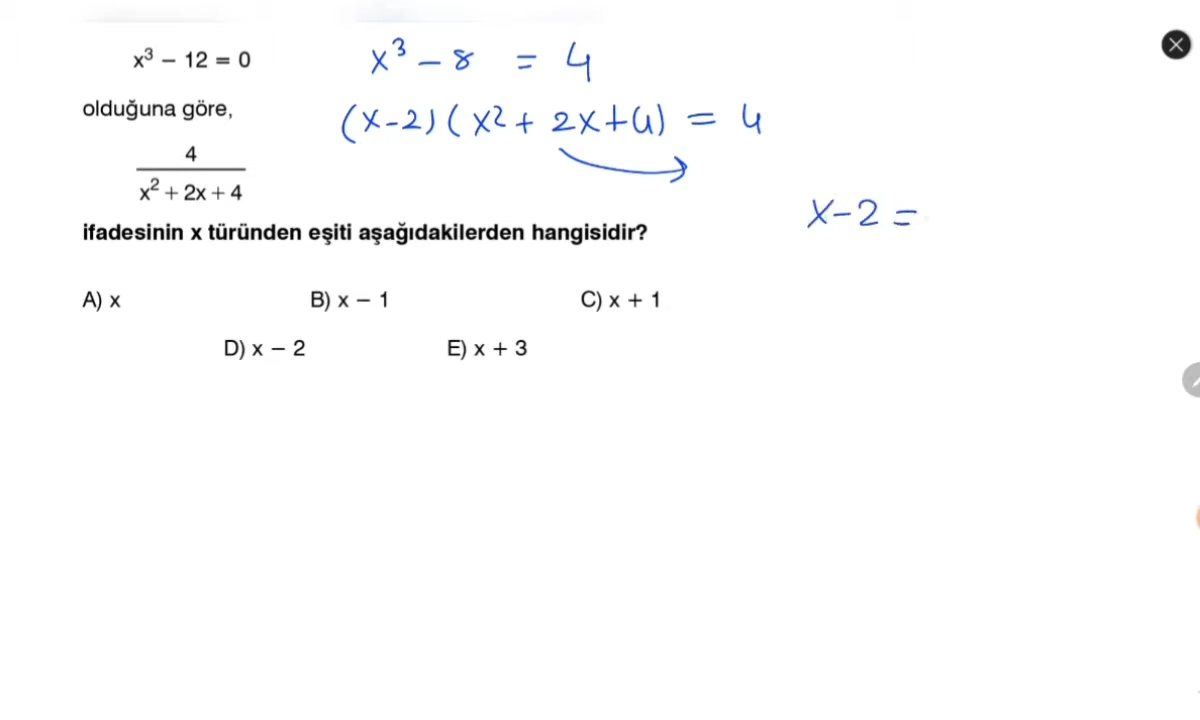 x³ – 12 = 0
olduğuna göre,
4
x² + 2x + 4
ifadesinin x türünden eşiti aşağıdakilerden hangisidir?
A) x
B) x – 1
C) x + 1
D) x – 2
E) x + 3
x³ – 8 = 4
(x-2) (x² + 2x+4) = 4
x-2 =